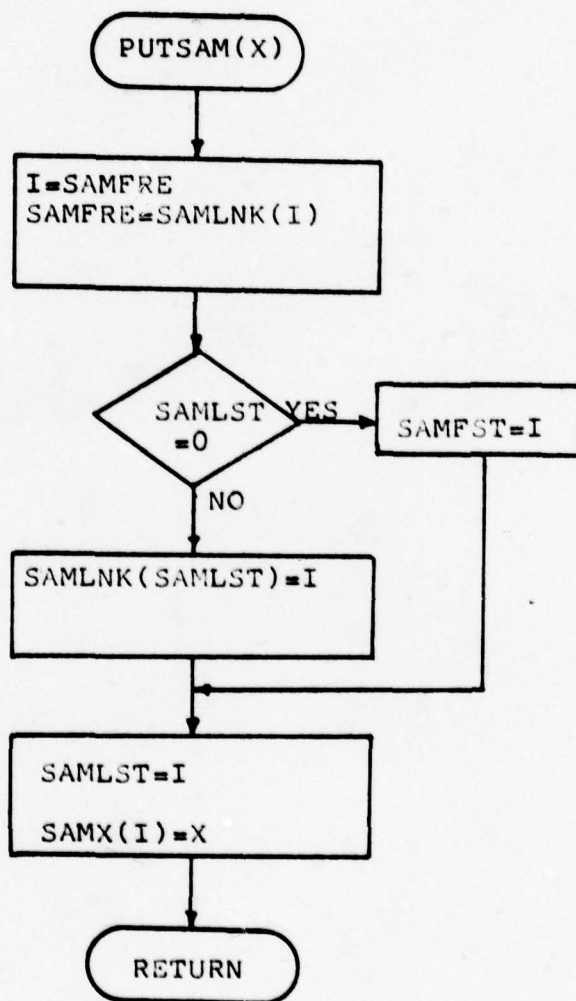 PUTSAM(X)
I=SAMFRE
SAMFRE=SAMLNK(I)
SAMLST
=0
YES
SAMFST=I
NO
SAMLNK(SAMLST)=I
SAMLST=I
SAMX(I)=X
RETURN